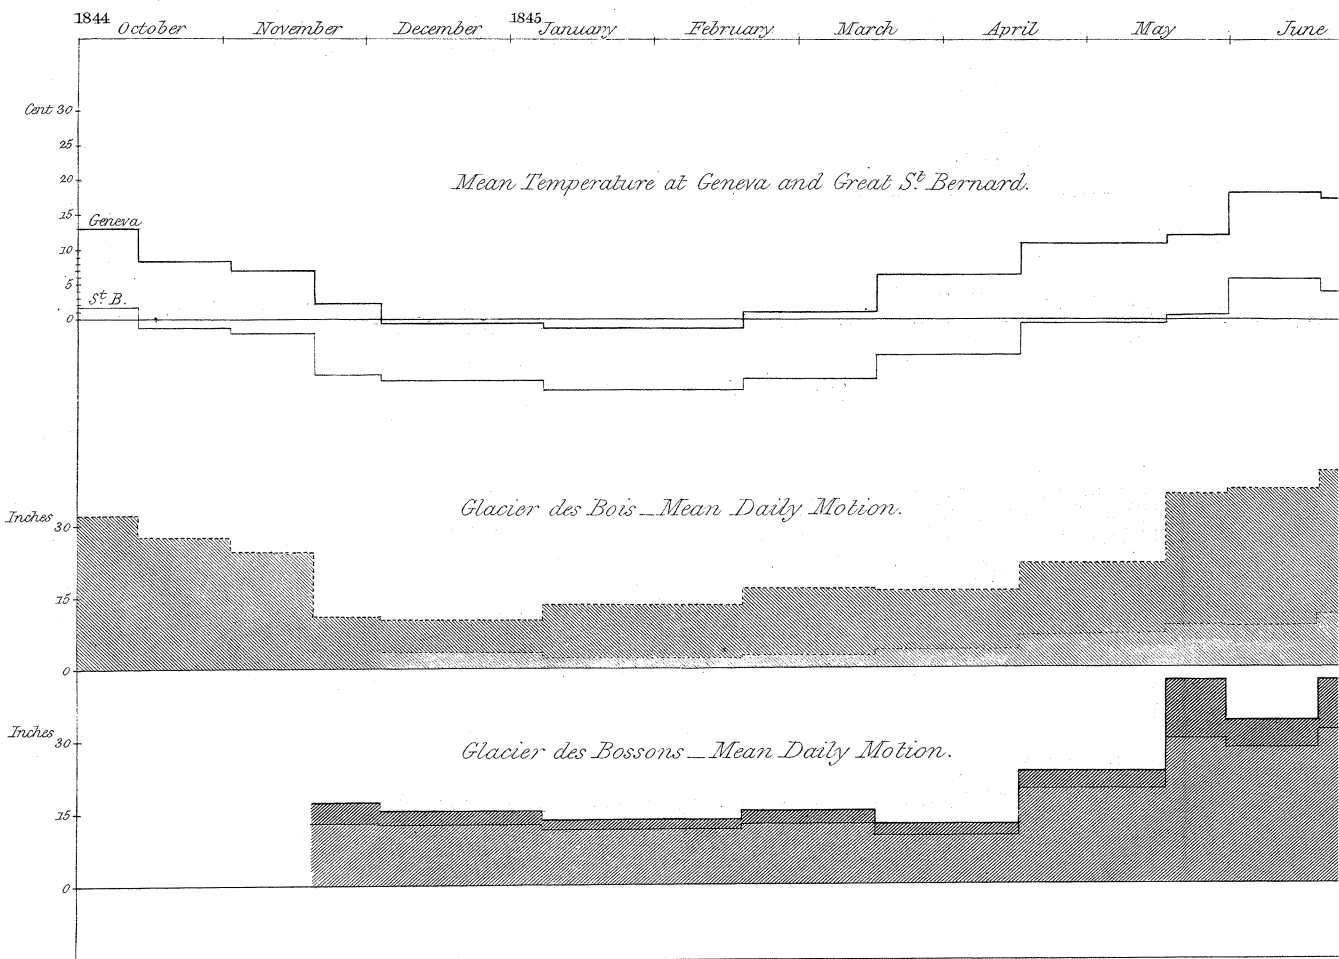 1844 October November December 1845 January February March April May June
Cent 30
25
20
Mean Temperature at Geneva and Great St. Bernard.
15
Geneva
10
5
St. B.
0
Glacier des Bois _ Mean Daily Motion.
Inches 30
15
0
Inches 30
Glacier des Bossons _ Mean Daily Motion.
15
0